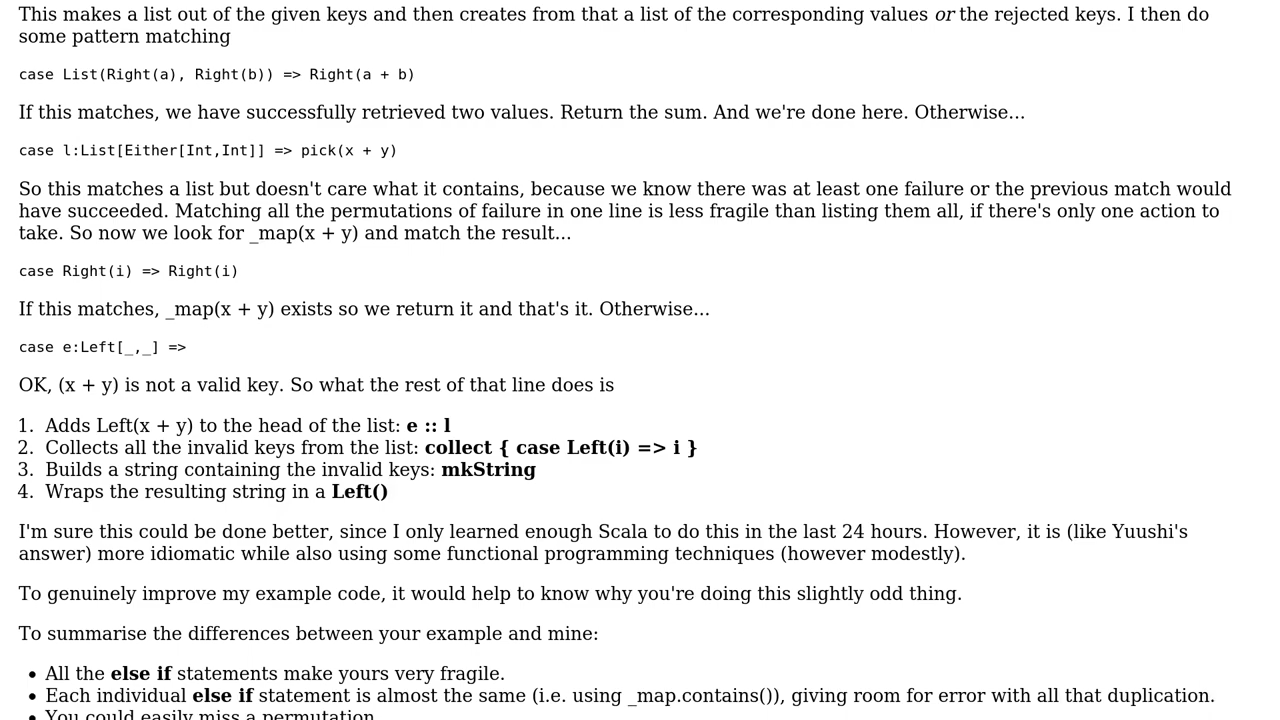 This makes a list out of the given keys and then creates from that a list of the corresponding values or the rejected keys. I then do
some pattern matching
case List(Right(a), Right(b)) => Right(a + b)
If this matches, we have successfully retrieved two values. Return the sum. And we're done here. Otherwise...
case l:List[Either[Int,Int]] => pick(x + y)
So this matches a list but doesn't care what it contains, because we know there was at least one failure or the previous match would
have succeeded. Matching all the permutations of failure in one line is less fragile than listing them all, if there's only one action to
take. So now we look for _map(x + y) and match the result...
case Right(i) => Right(i)
If this matches, _map(x + y) exists so we return it and that's it. Otherwise...
case e:Left[_,_] =>
OK, (x + y) is not a valid key. So what the rest of that line does is
1. Adds Left(x + y) to the head of the list: e :: l
2. Collects all the invalid keys from the list: collect { case Left(i) => i }
3. Builds a string containing the invalid keys: mkString
4. Wraps the resulting string in a Left()
I'm sure this could be done better, since I only learned enough Scala to do this in the last 24 hours. However, it is (like Yuushi's
answer) more idiomatic while also using some functional programming techniques (however modestly).
To genuinely improve my example code, it would help to know why you're doing this slightly odd thing.
To summarise the differences between your example and mine:
• All the else if statements make yours very fragile.
• Each individual else if statement is almost the same (i.e. using _map.contains()), giving room for error with all that duplication.
• You could easily miss a permutation.